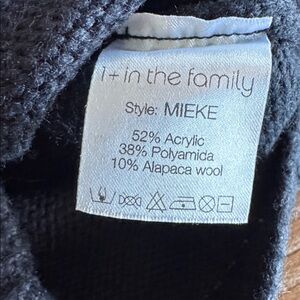 1+ in the family
Style: MIEKE
52% Acrylic
38% Polyamida
10% Alapaca wool